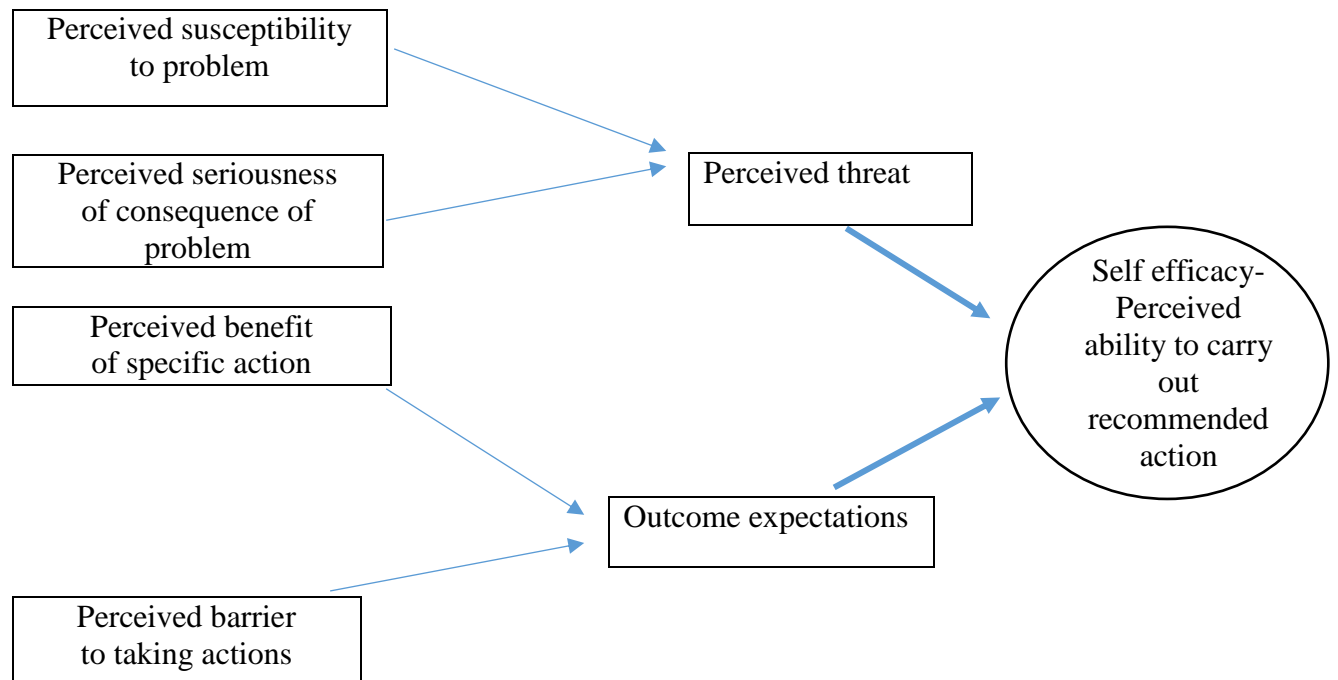 Perceived susceptibility
to problem
Perceived seriousness
of consequence of
problem
Perceived threat
Perceived benefit
of specific action
Self efficacy-
Perceived
ability to carry
out
recommended
action
Outcome expectations
Perceived barrier
to taking actions